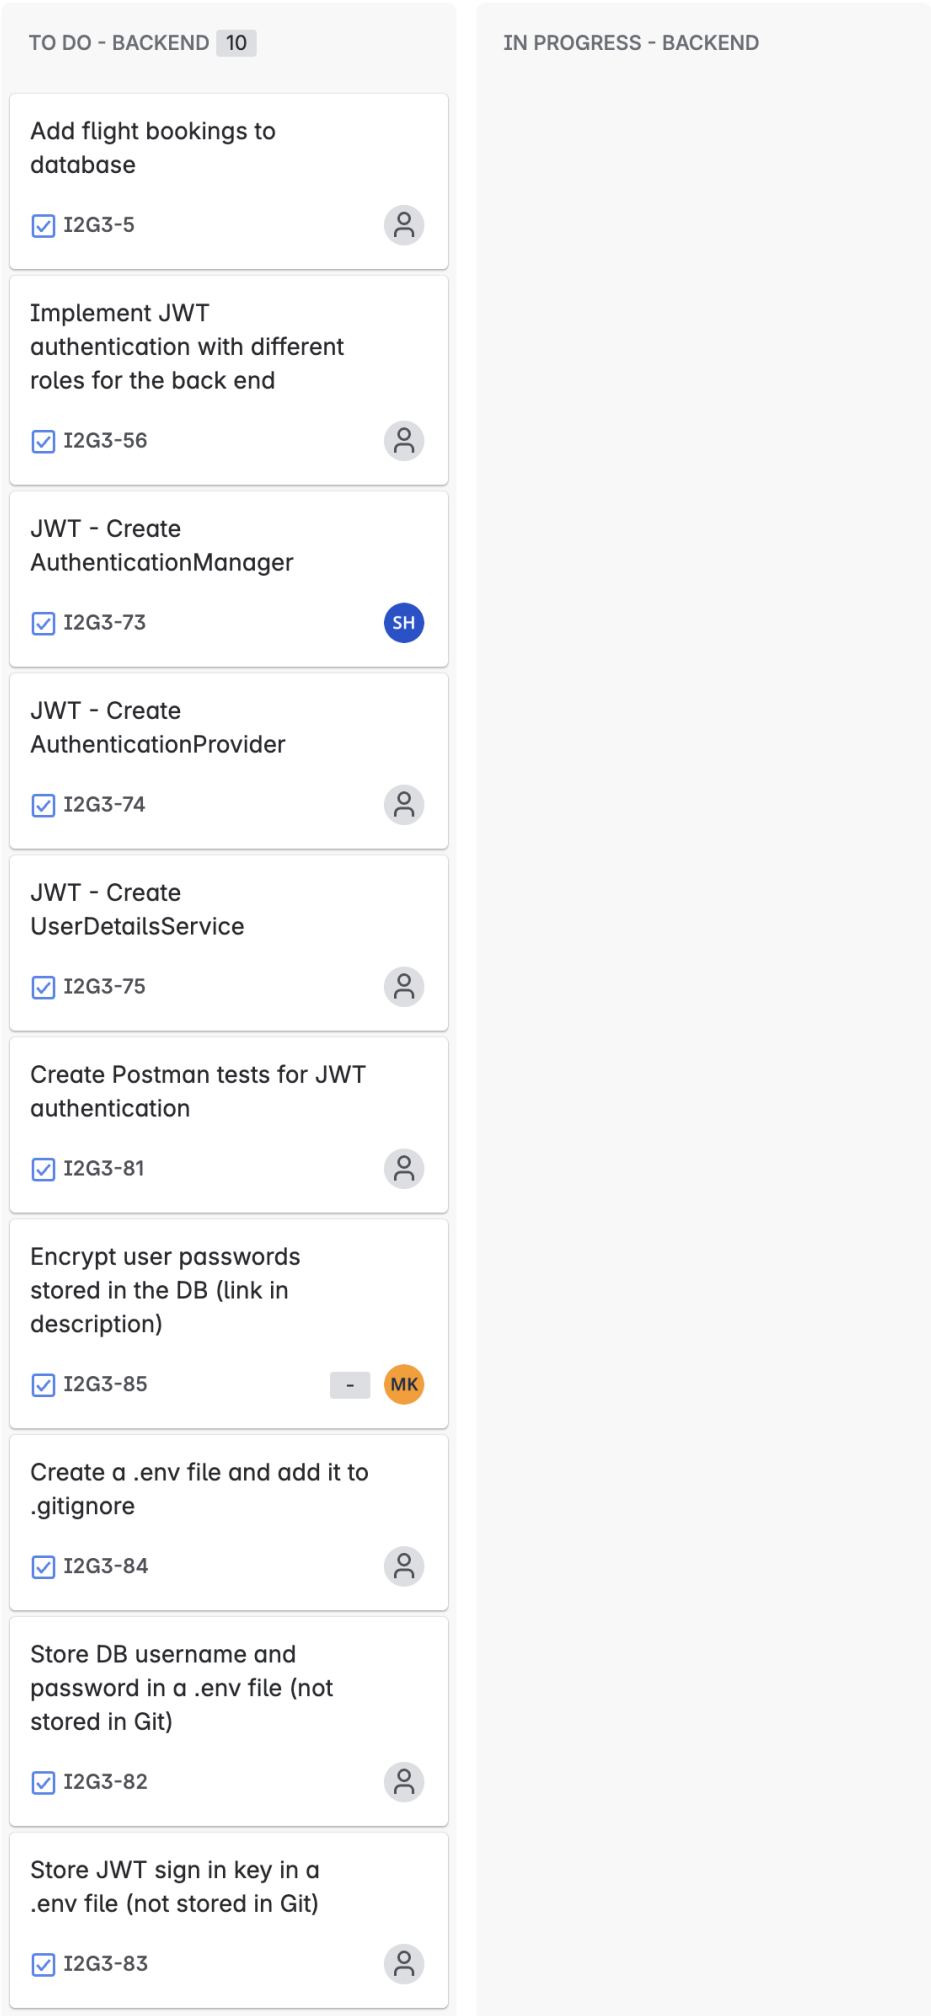 TO DO - BACKEND 10
IN PROGRESS - BACKEND
Add flight bookings to
database
I2G3-5
Implement JWT
authentication with different
roles for the back end
I2G3-56
JWT - Create
AuthenticationManager
I2G3-73
SH
JWT - Create
AuthenticationProvider
I2G3-74
JWT - Create
UserDetailsService
I2G3-75
Create Postman tests for JWT
authentication
I2G3-81
Encrypt user passwords
stored in the DB (link in
description)
I2G3-85
-
MK
Create a .env file and add it to
.gitignore
I2G3-84
Store DB username and
password in a .env file (not
stored in Git)
I2G3-82
Store JWT sign in key in a
.env file (not stored in Git)
I2G3-83